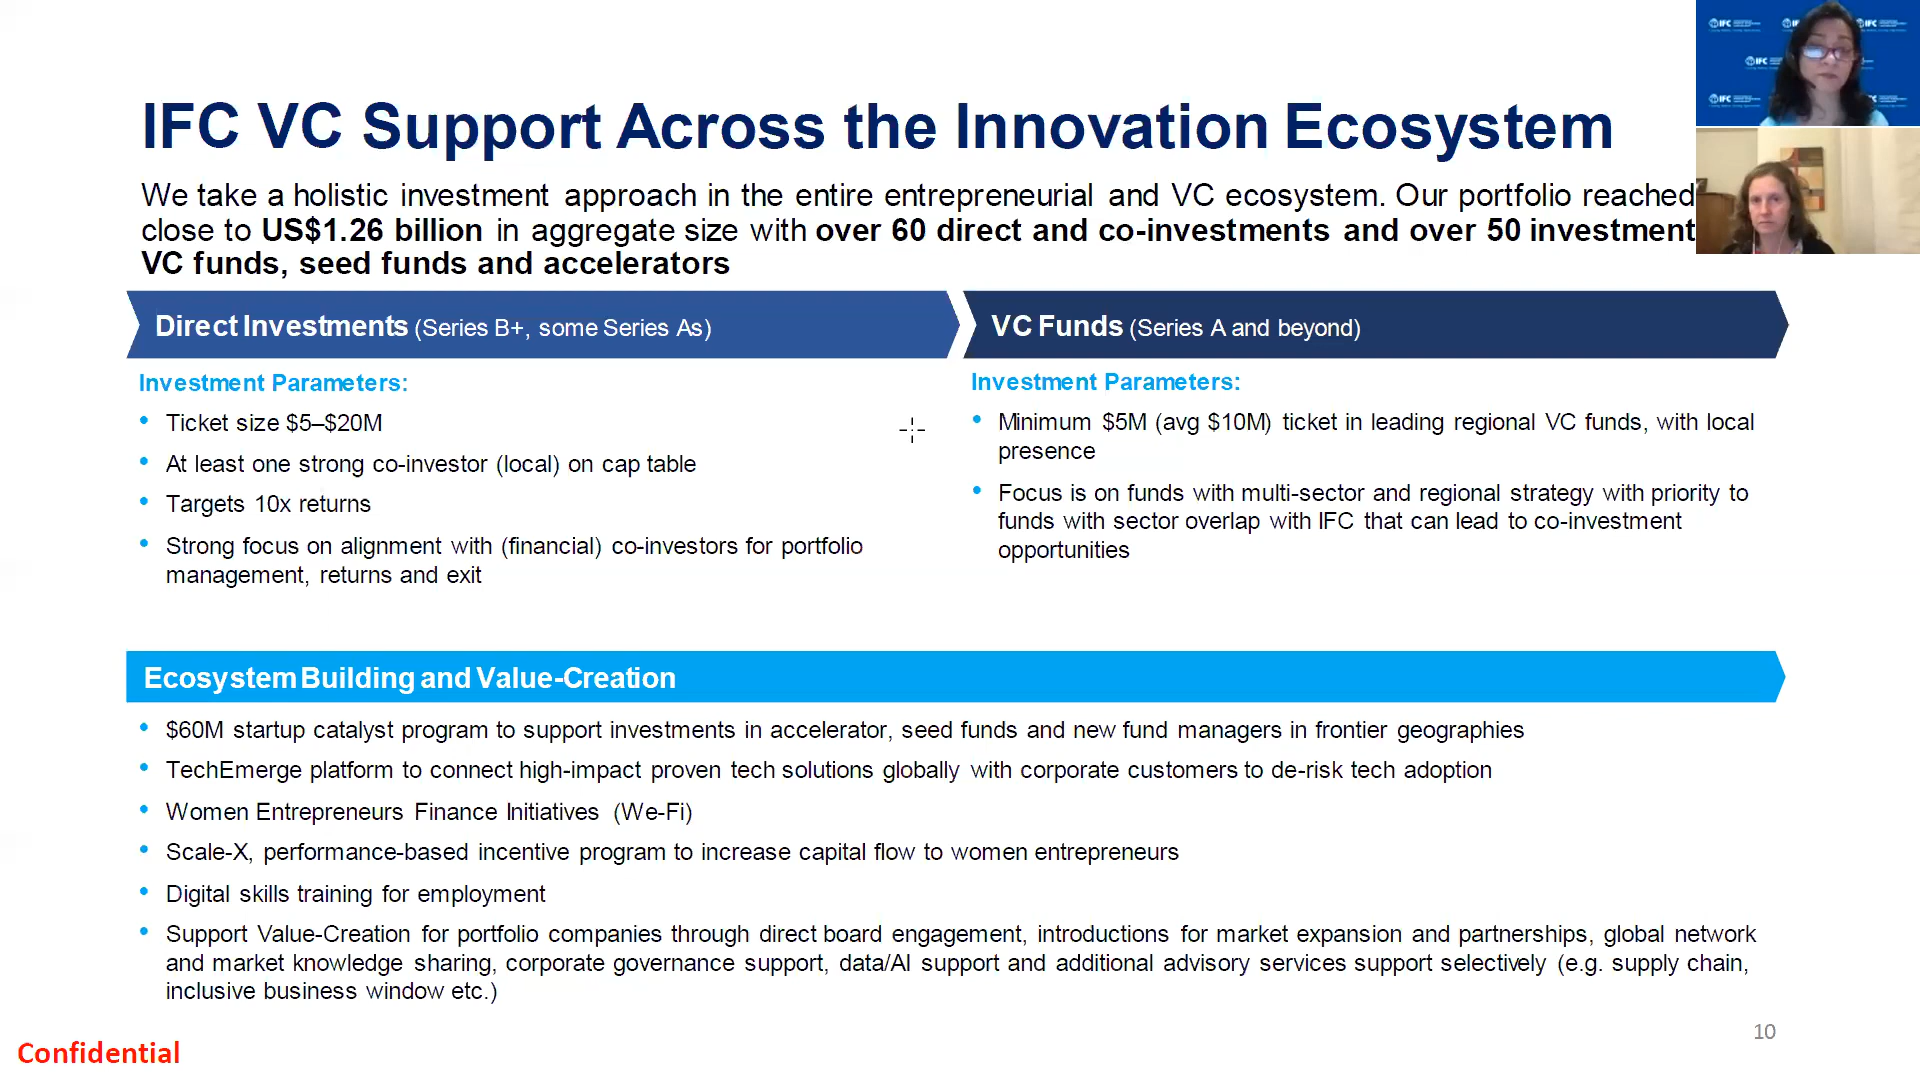 IFC VC Support Across the Innovation Ecosystem
We take a holistic investment approach in the entire entrepreneurial and VC ecosystem. Our portfolio reached
close to US$1.26 billion in aggregate size with over 60 direct and co-investments and over 50 investment
VC funds, seed funds and accelerators
Direct Investments (Series B+, some Series As)
Investment Parameters:
• Ticket size $5–$20M
• At least one strong co-investor (local) on cap table
• Targets 10x returns
• Strong focus on alignment with (financial) co-investors for portfolio
management, returns and exit
VC Funds (Series A and beyond)
Investment Parameters:
• Minimum $5M (avg $10M) ticket in leading regional VC funds, with local
presence
• Focus is on funds with multi-sector and regional strategy with priority to
funds with sector overlap with IFC that can lead to co-investment
opportunities
Ecosystem Building and Value-Creation
• $60M startup catalyst program to support investments in accelerator, seed funds and new fund managers in frontier geographies
• TechEmerge platform to connect high-impact proven tech solutions globally with corporate customers to de-risk tech adoption
• Women Entrepreneurs Finance Initiatives (We-Fi)
• Scale-X, performance-based incentive program to increase capital flow to women entrepreneurs
• Digital skills training for employment
• Support Value-Creation for portfolio companies through direct board engagement, introductions for market expansion and partnerships, global network
and market knowledge sharing, corporate governance support, data/AI support and additional advisory services support selectively (e.g. supply chain,
inclusive business window etc.)
Confidential
10
IFC
IFC
IFC
IFC